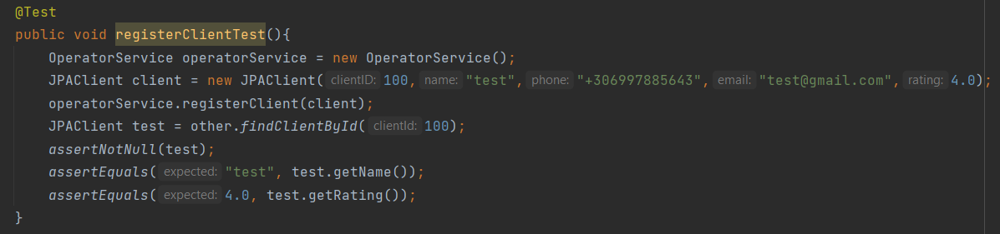 @Test
public void registerClientTest(){
OperatorService operatorService = new OperatorService();
JPAClient client = new JPAClient( clientID: 100, name: "test", phone: "+306997885643", email: "test@gmail.com", rating: 4.0);
operatorService.registerClient(client);
JPAClient test = other.findClientById( clientId: 100);
assertNotNull(test);
assertEquals( expected: "test", test.getName());
assertEquals( expected: 4.0, test.getRating());
}